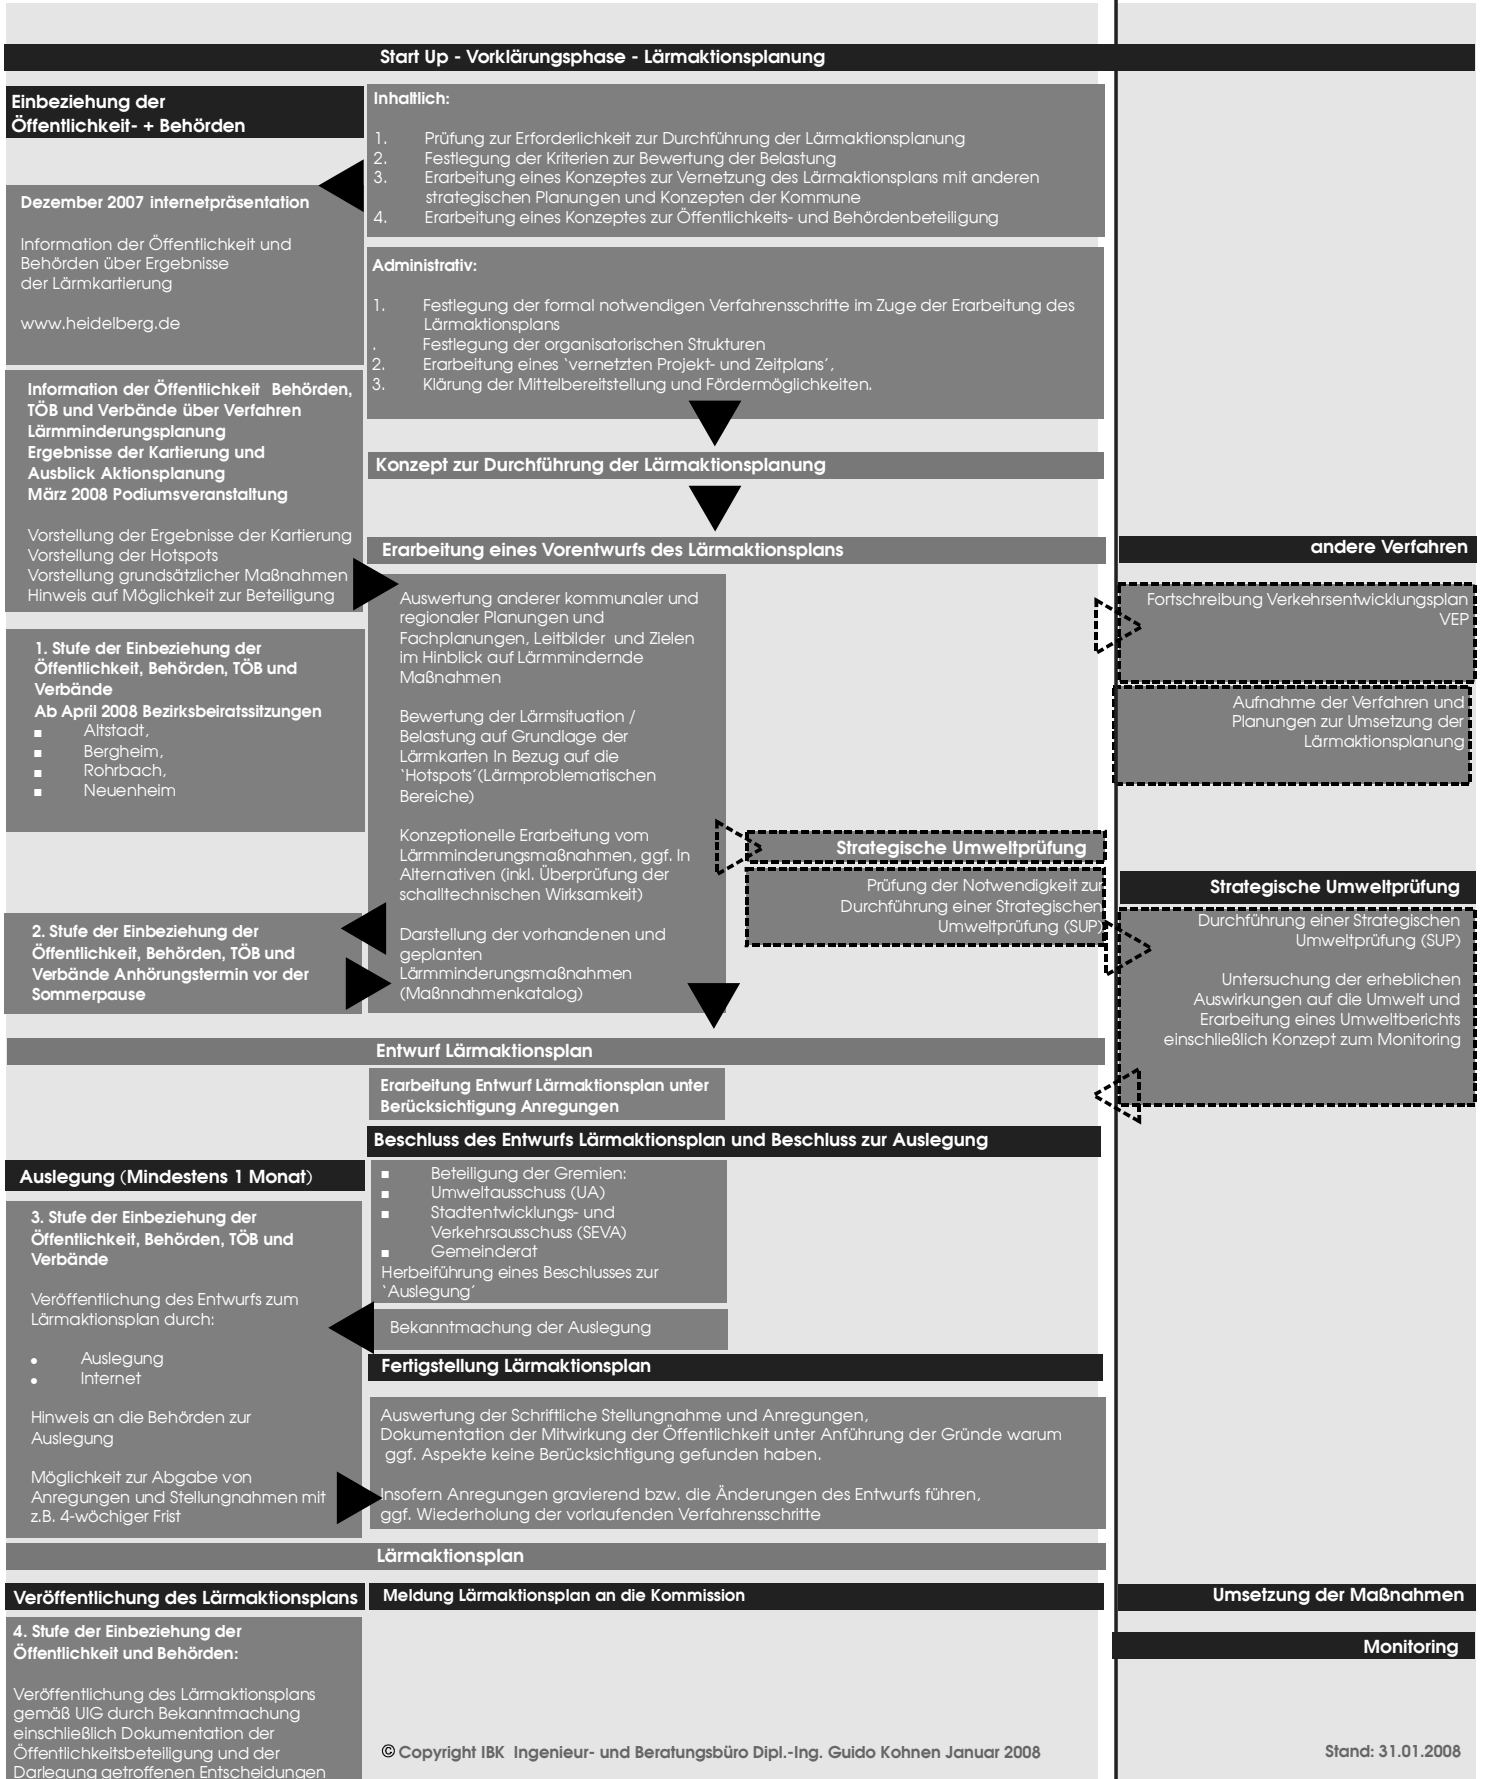 Start Up - Vorklärungsphase - Lärmaktionsplanung
Einbeziehung der
Öffentlichkeit- + Behörden
Dezember 2007 internetpräsentation
Information der Öffentlichkeit und
Behörden über Ergebnisse
der Lärmkartierung
www.heidelberg.de
Information der Öffentlichkeit  Behörden,
TÖB und Verbände über Verfahren
Lärmminderungsplanung
Ergebnisse der Kartierung und
Ausblick Aktionsplanung
März 2008 Podiumsveranstaltung
Vorstellung der Ergebnisse der Kartierung
Vorstellung der Hotspots
Vorstellung grundsätzlicher Maßnahmen
Hinweis auf Möglichkeit zur Beteiligung
1. Stufe der Einbeziehung der
Öffentlichkeit, Behörden, TÖB und
Verbände
Ab April 2008 Bezirksbeiratssitzungen
■ Altstadt,
■ Bergheim,
■ Rohrbach,
■ Neuenheim
2. Stufe der Einbeziehung der
Öffentlichkeit, Behörden, TÖB und
Verbände Anhörungstermin vor der
Sommerpause
Inhaltlich:
1. Prüfung zur Erforderlichkeit zur Durchführung der Lärmaktionsplanung
2. Festlegung der Kriterien zur Bewertung der Belastung
3. Erarbeitung eines Konzeptes zur Vernetzung des Lärmaktionsplans mit anderen
strategischen Planungen und Konzepten der Kommune
4. Erarbeitung eines Konzeptes zur Öffentlichkeits- und Behördenbeteiligung
Administrativ:
1. Festlegung der formal notwendigen Verfahrensschritte im Zuge der Erarbeitung des
Lärmaktionsplans
. Festlegung der organisatorischen Strukturen
2. Erarbeitung eines ‵vernetzten Projekt- und Zeitplans′,
3. Klärung der Mittelbereitstellung und Fördermöglichkeiten.
Konzept zur Durchführung der Lärmaktionsplanung
Erarbeitung eines Vorentwurfs des Lärmaktionsplans
Auswertung anderer kommunaler und
regionaler Planungen und
Fachplanungen, Leitbilder  und Zielen
im Hinblick auf Lärmmindernde
Maßnahmen
Bewertung der Lärmsituation /
Belastung auf Grundlage der
Lärmkarten In Bezug auf die
‵Hotspots′(Lärmproblematischen
Bereiche)
Konzeptionelle Erarbeitung vom
Lärmminderungsmaßnahmen, ggf. In
Alternativen (inkl. Überprüfung der
schalltechnischen Wirksamkeit)
Darstellung der vorhandenen und
geplanten
Lärmminderungsmaßnahmen
(Maßnnahmenkatalog)
Strategische Umweltprüfung
Prüfung der Notwendigkeit zur
Durchführung einer Strategischen
Umweltprüfung (SUP)
andere Verfahren
Fortschreibung Verkehrsentwicklungsplan
VEP
Aufnahme der Verfahren und
Planungen zur Umsetzung der
Lärmaktionsplanung
Strategische Umweltprüfung
Durchführung einer Strategischen
Umweltprüfung (SUP)
Untersuchung der erheblichen
Auswirkungen auf die Umwelt und
Erarbeitung eines Umweltberichts
einschließlich Konzept zum Monitoring
Entwurf Lärmaktionsplan
Erarbeitung Entwurf Lärmaktionsplan unter
Berücksichtigung Anregungen
Beschluss des Entwurfs Lärmaktionsplan und Beschluss zur Auslegung
■ Beteiligung der Gremien:
■ Umweltausschuss (UA)
■ Stadtentwicklungs- und
Verkehrsausschuss (SEVA)
■ Gemeinderat
Herbeiführung eines Beschlusses zur
‵Auslegung′
Bekanntmachung der Auslegung
Auslegung (Mindestens 1 Monat)
3. Stufe der Einbeziehung der
Öffentlichkeit, Behörden, TÖB und
Verbände
Veröffentlichung des Entwurfs zum
Lärmaktionsplan durch:
● Auslegung
● Internet
Hinweis an die Behörden zur
Auslegung
Möglichkeit zur Abgabe von
Anregungen und Stellungnahmen mit
z.B. 4-wöchiger Frist
Fertigstellung Lärmaktionsplan
Auswertung der Schriftliche Stellungnahme und Anregungen,
Dokumentation der Mitwirkung der Öffentlichkeit unter Anführung der Gründe warum
ggf. Aspekte keine Berücksichtigung gefunden haben.
Insofern Anregungen gravierend bzw. die Änderungen des Entwurfs führen,
ggf. Wiederholung der vorlaufenden Verfahrensschritte
Lärmaktionsplan
Veröffentlichung des Lärmaktionsplans
Meldung Lärmaktionsplan an die Kommission
Umsetzung der Maßnahmen
Monitoring
4. Stufe der Einbeziehung der
Öffentlichkeit und Behörden:
Veröffentlichung des Lärmaktionsplans
gemäß UIG durch Bekanntmachung
einschließlich Dokumentation der
Öffentlichkeitsbeteiligung und der
Darlegung getroffenen Entscheidungen
© Copyright IBK  Ingenieur- und Beratungsbüro Dipl.-Ing. Guido Kohnen Januar 2008
Stand: 31.01.2008